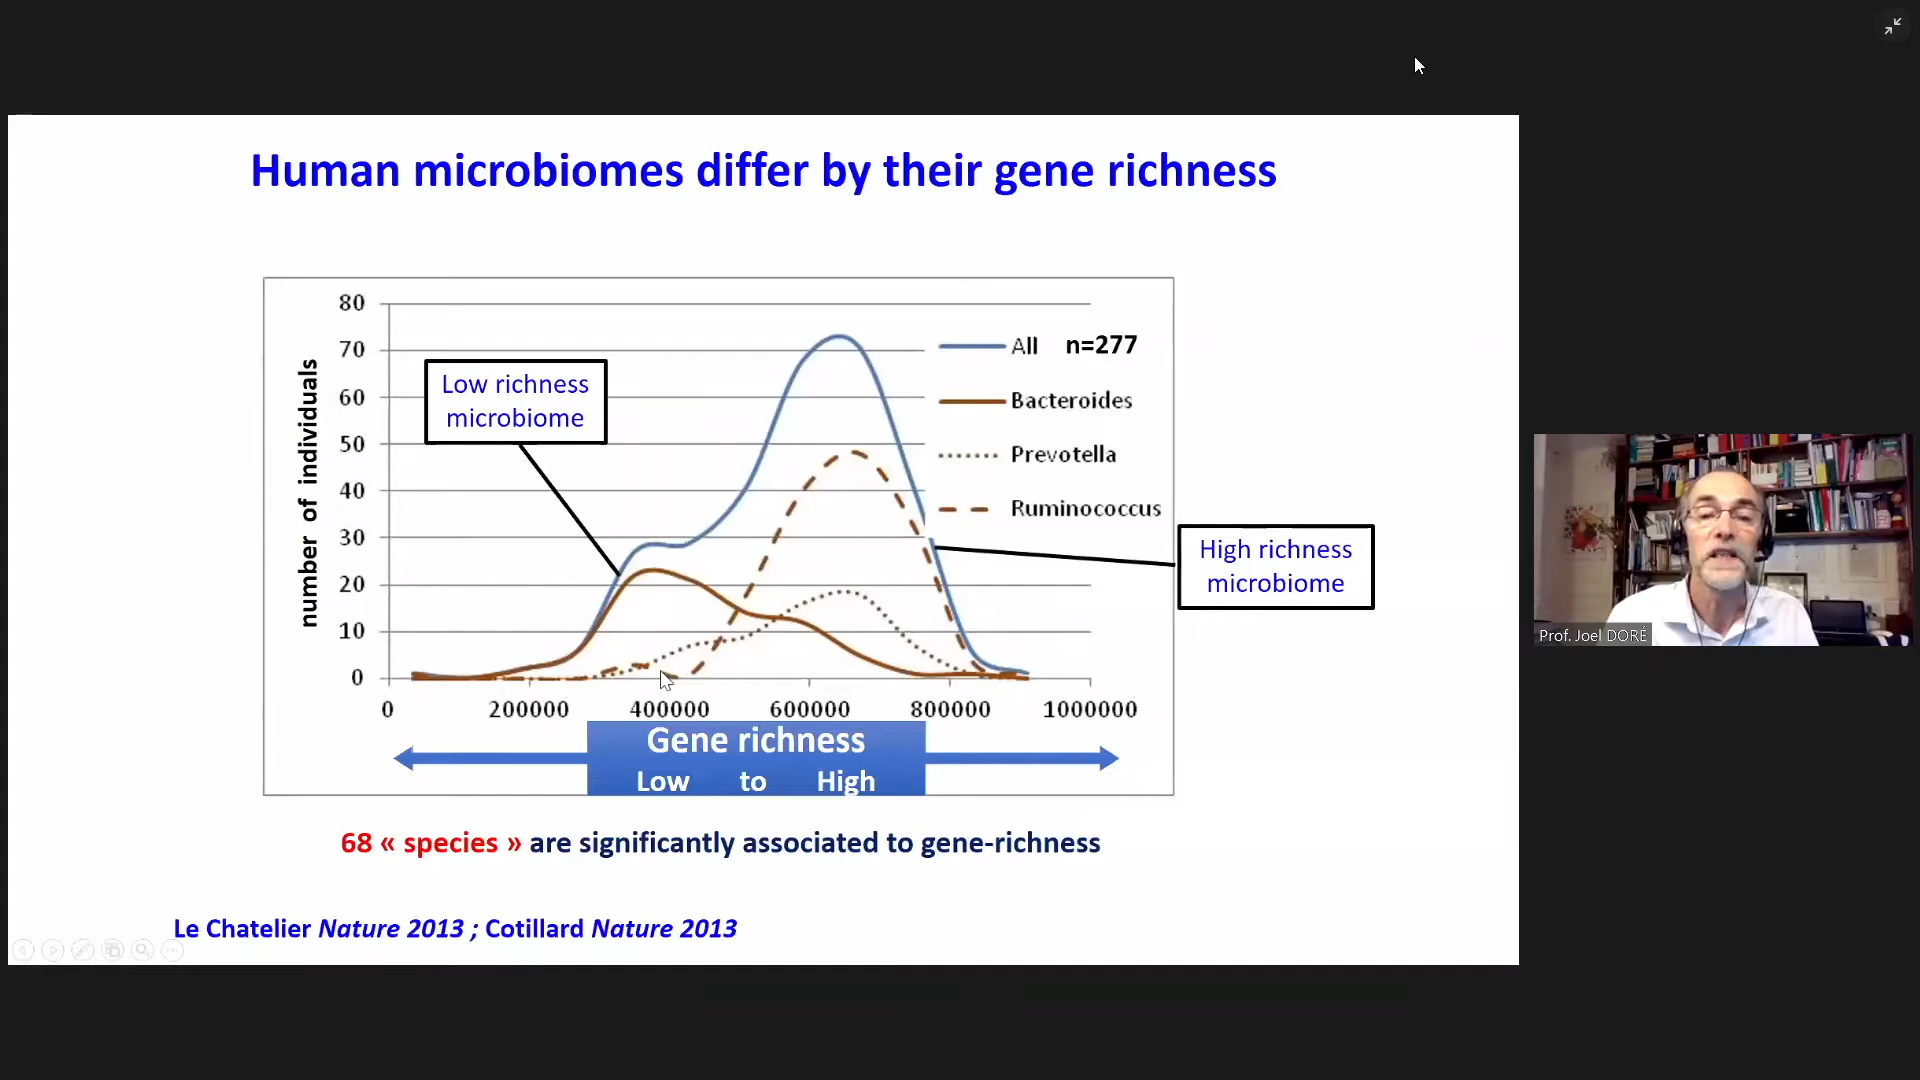 Human microbiomes differ by their gene richness
80
70
60
50
40
30
20
10
0
number of individuals
Low richness
microbiome
All n=277
Bacteroides
Prevotella
Ruminococcus
High richness
microbiome
0 200000 400000 600000 800000 1000000
Gene richness
Low to High
68 « species » are significantly associated to gene-richness
Le Chatelier Nature 2013 ; Cotillard Nature 2013
Prof. Joel DORÉ